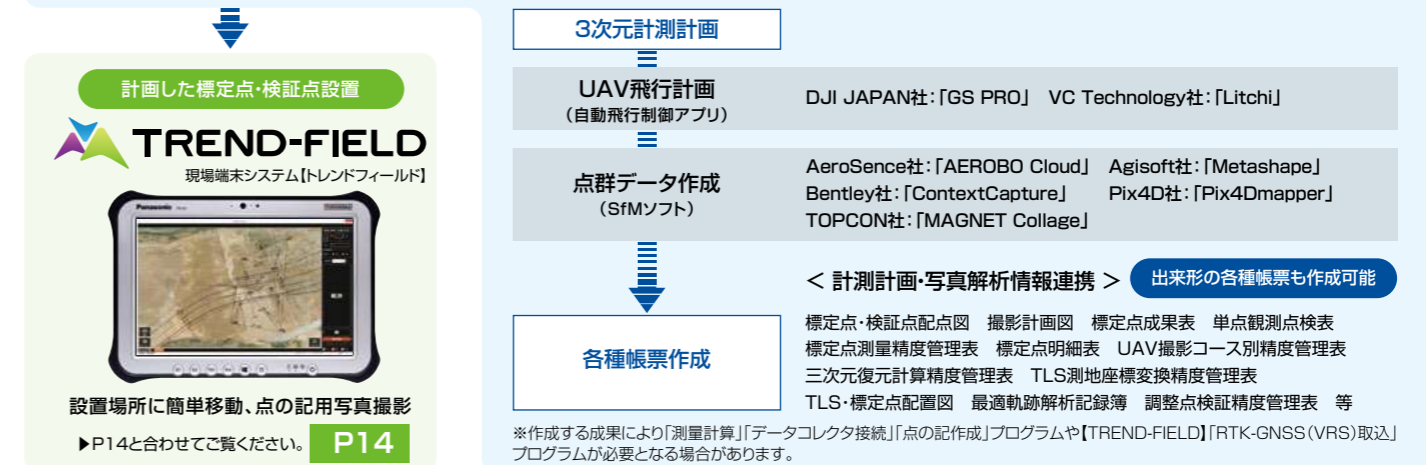 計画した標定点・検証点設置
TREND-FIELD
現場端末システム【トレンドフィールド】
Panasonic
設置場所に簡単移動、点の記用写真撮影
▶P14と合わせてご覧ください。 P14
3次元計測計画
UAV飛行計画
（自動飛行制御アプリ）
DJI JAPAN社：「GS PRO」 VC Technology社：「Litchi」
点群データ作成
（SfMソフト）
AeroSence社：「AEROBO Cloud」 Agisoft社：「Metashape」
Bentley社：「ContextCapture」 Pix4D社：「Pix4Dmapper」
TOPCON社：「MAGNET Collage」
＜ 計測計画・写真解析情報連携 ＞ 出来形の各種帳票も作成可能
各種帳票作成
標定点・検証点配点図 撮影計画図 標定点成果表 単点観測点検表
標定点測量精度管理表 標定点明細表 UAV撮影コース別精度管理表
三次元復元計算精度管理表 TLS測地座標変換精度管理表
TLS・標定点配置図 最適軌跡解析記録簿 調整点検証精度管理表 等
※作成する成果により「測量計算」「データコレクタ接続」「点の記作成」プログラムや【TREND-FIELD】「RTK-GNSS（VRS）取込」
プログラムが必要となる場合があります。